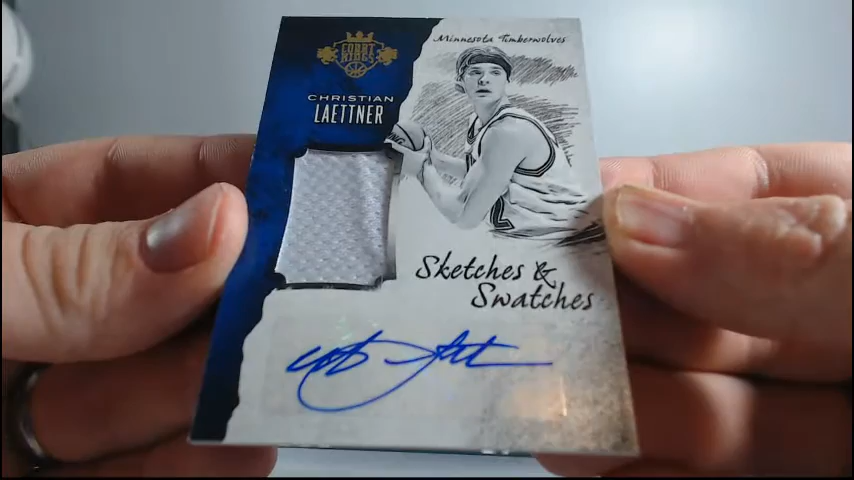 COURT
KINGS
Minnesota Timberwolves
CHRISTIAN
LAETTNER
Sketches &
Swatches